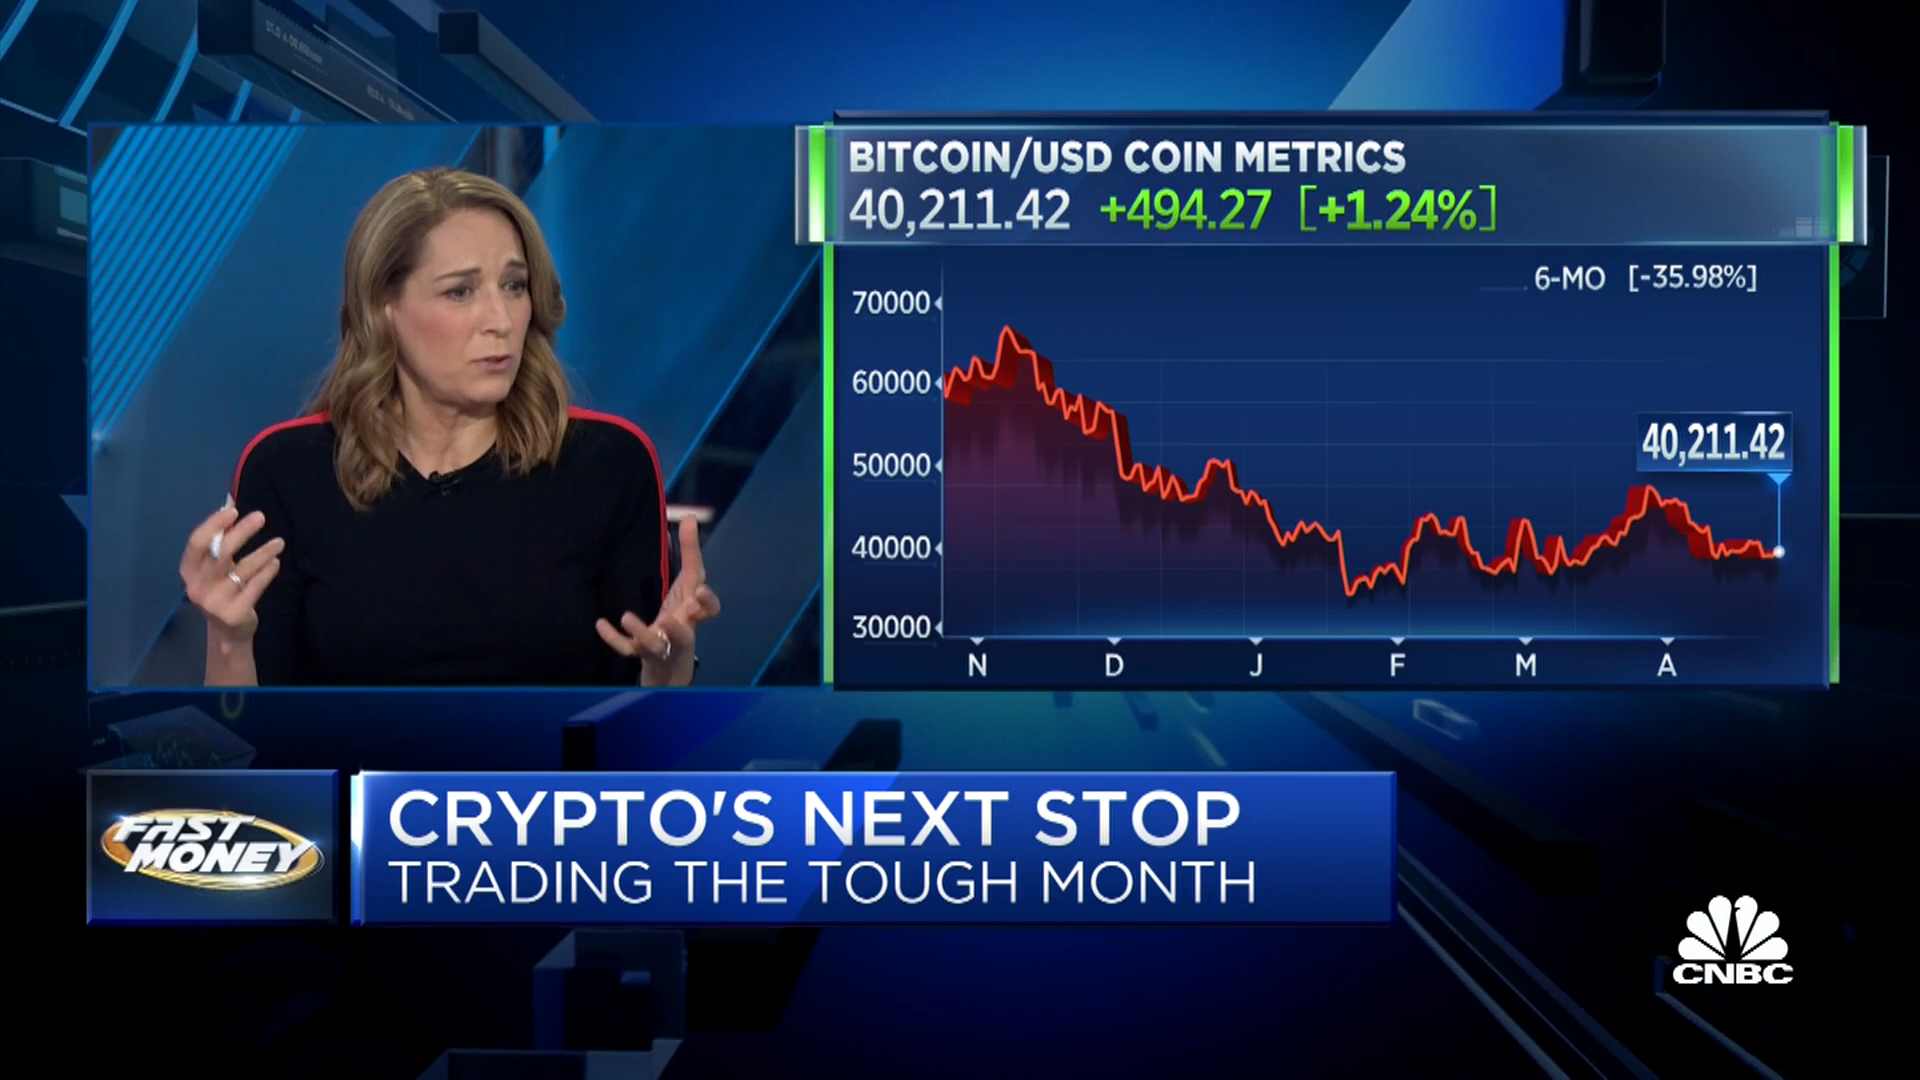 BITCOIN/USD COIN METRICS
40,211.42 +494.27 [+1.24%]
6-MO [-35.98%]
70000
60000
50000
40000
30000
40,211.42
N D J F M A
FAST
MONEY
CRYPTO'S NEXT STOP
TRADING THE TOUGH MONTH
CNBC